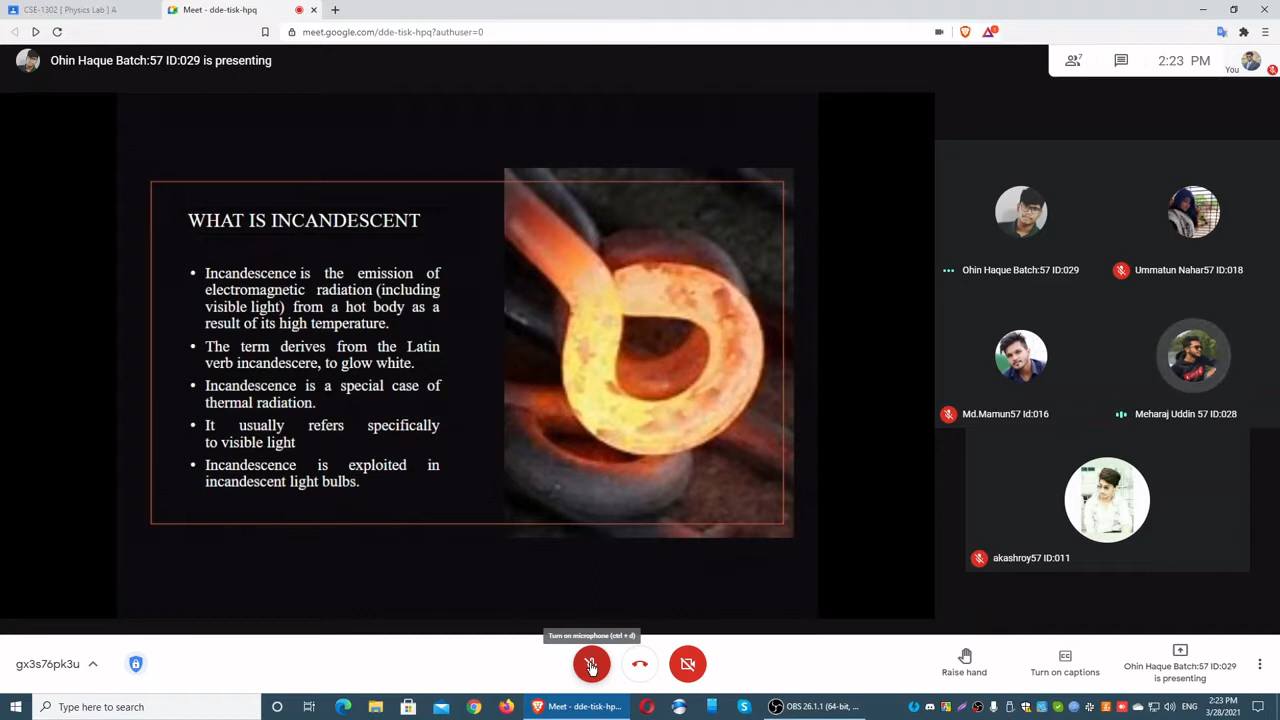 CSE-1302 [ Physics Lab ] A
Meet - dde-tisk-hpq
meet.google.com/dde-tisk-hpq?authuser=0
Ohin Haque Batch:57 ID:029 is presenting
7
2:23 PM
You
WHAT IS INCANDESCENT
• Incandescence is the emission of
electromagnetic radiation (including
visible light) from a hot body as a
result of its high temperature.
• The term derives from the Latin
verb incandescere, to glow white.
• Incandescence is a special case of
thermal radiation.
• It usually refers specifically
to visible light
• Incandescence is exploited in
incandescent light bulbs.
Ohin Haque Batch:57 ID:029
Ummatun Nahar57 ID:018
Md.Mamun57 ID:016
Meharaj Uddin 57 ID:028
akashroy57 ID:011
Turn on microphone (ctrl + d)
gx3s76pk3u
Raise hand
CC
Turn on captions
Ohin Haque Batch:57 ID:029
is presenting
Type here to search
Meet - dde-tisk-hp...
OBS 26.1.1 (64-bit, ...
ENG
2:23 PM
3/28/2021